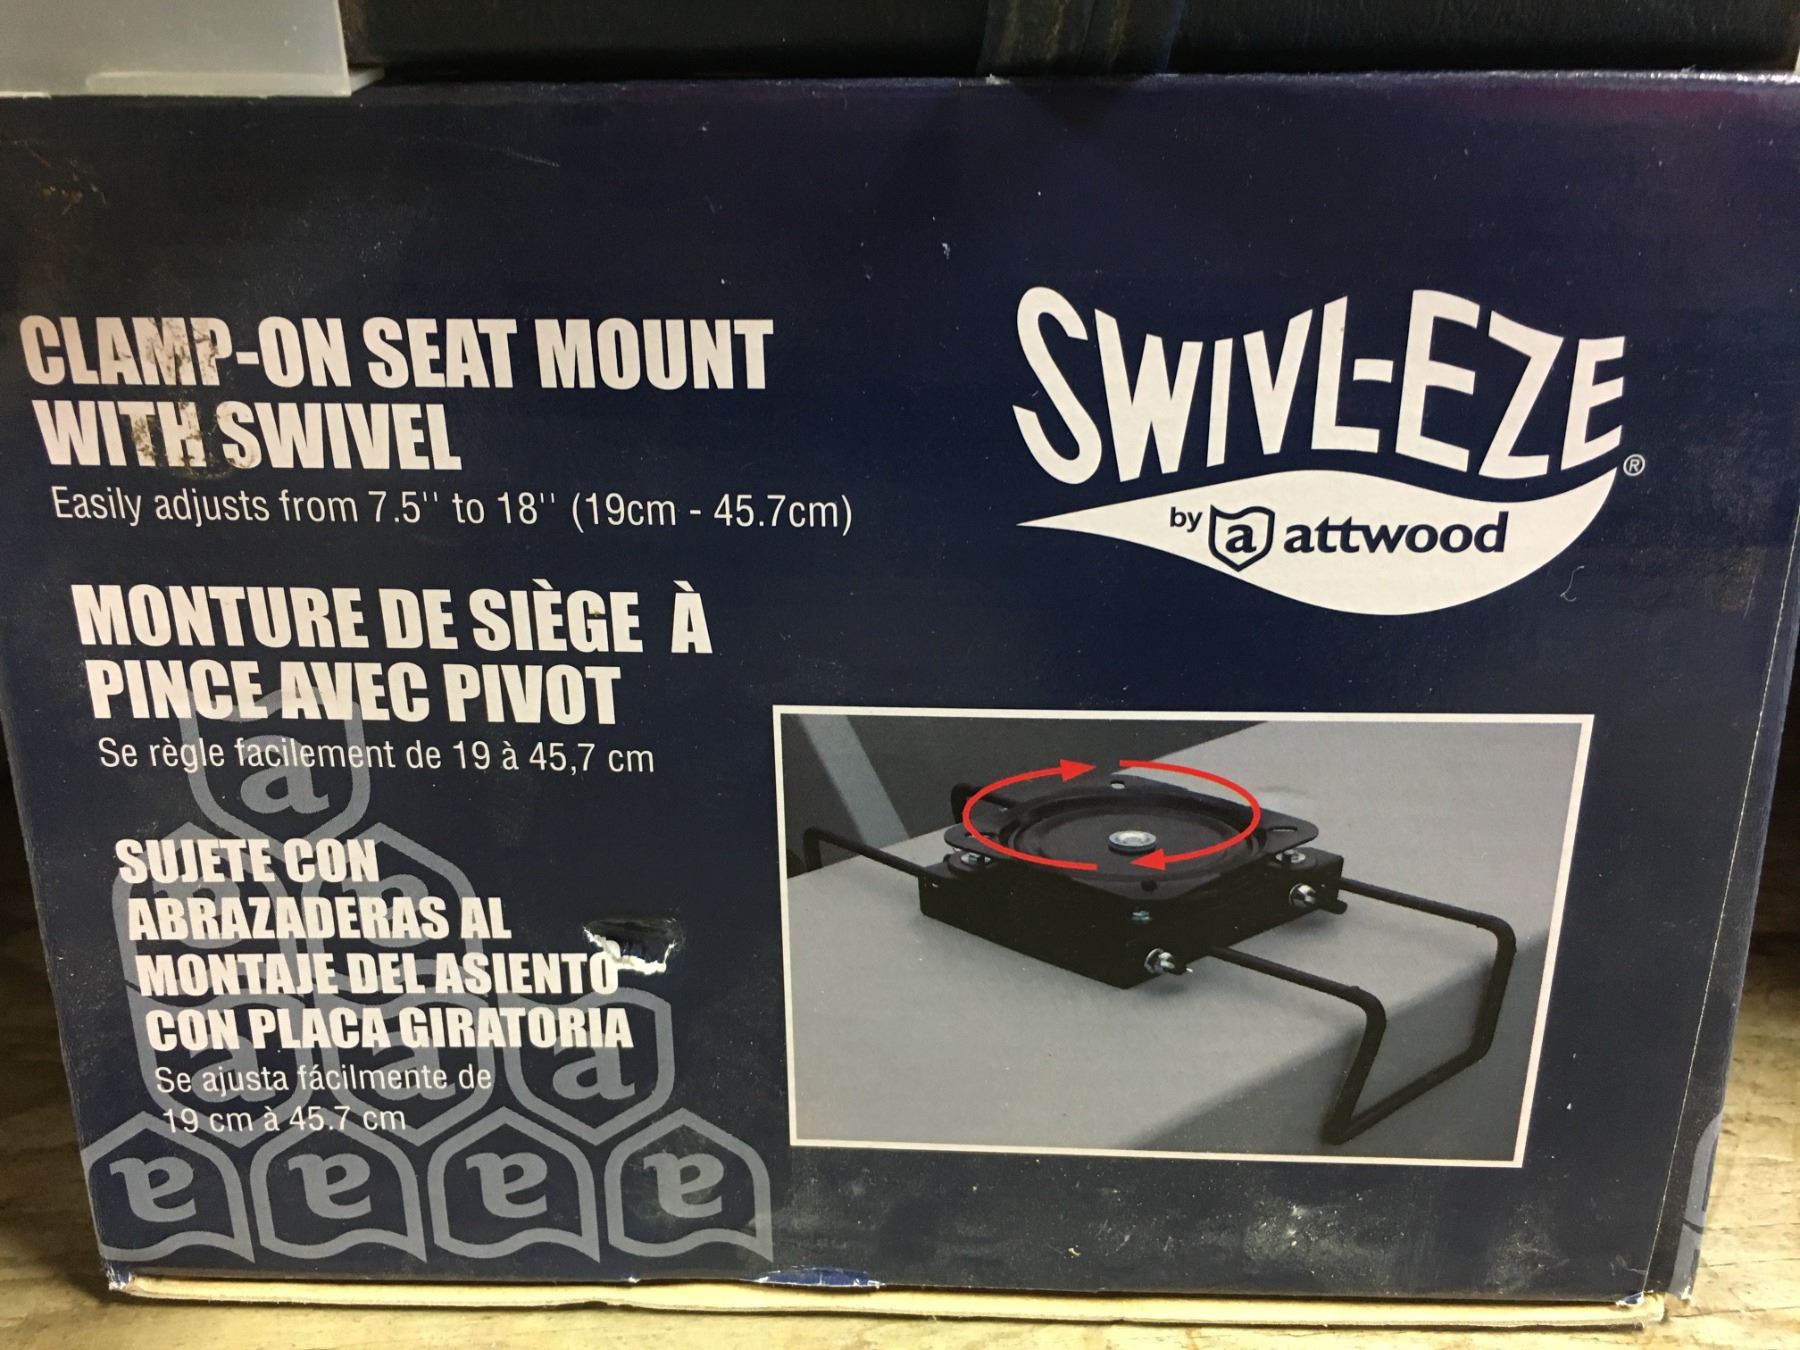 CLAMP-ON SEAT MOUNT
WITH SWIVEL
Easily adjusts from 7.5'' to 18'' (19cm - 45.7cm)
MONTURE DE SIÈGE À
PINCE AVEC PIVOT
Se règle facilement de 19 à 45,7 cm
SUJETE CON
ABRAZADERAS AL
MONTAJE DEL ASIENTO
CON PLACA GIRATORIA
Se ajusta fácilmente de
19 cm à 45.7 cm
SWIVL-EZE®
by a attwood
a
a a
a a a
a a a a